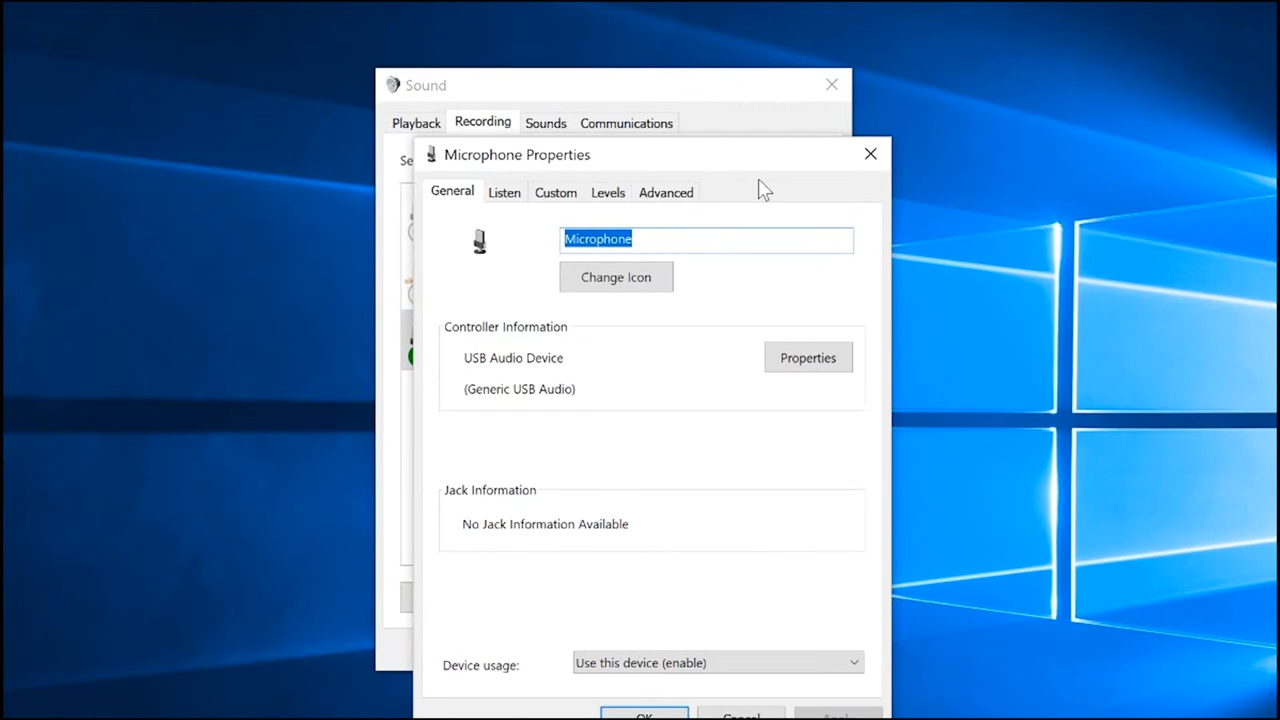 Sound
Playback Recording Sounds Communications
Se
Microphone Properties
General Listen Custom Levels Advanced
Microphone
Change Icon
Controller Information
USB Audio Device
Properties
(Generic USB Audio)
Jack Information
No Jack Information Available
Device usage:
Use this device (enable)
OK Cancel Apply